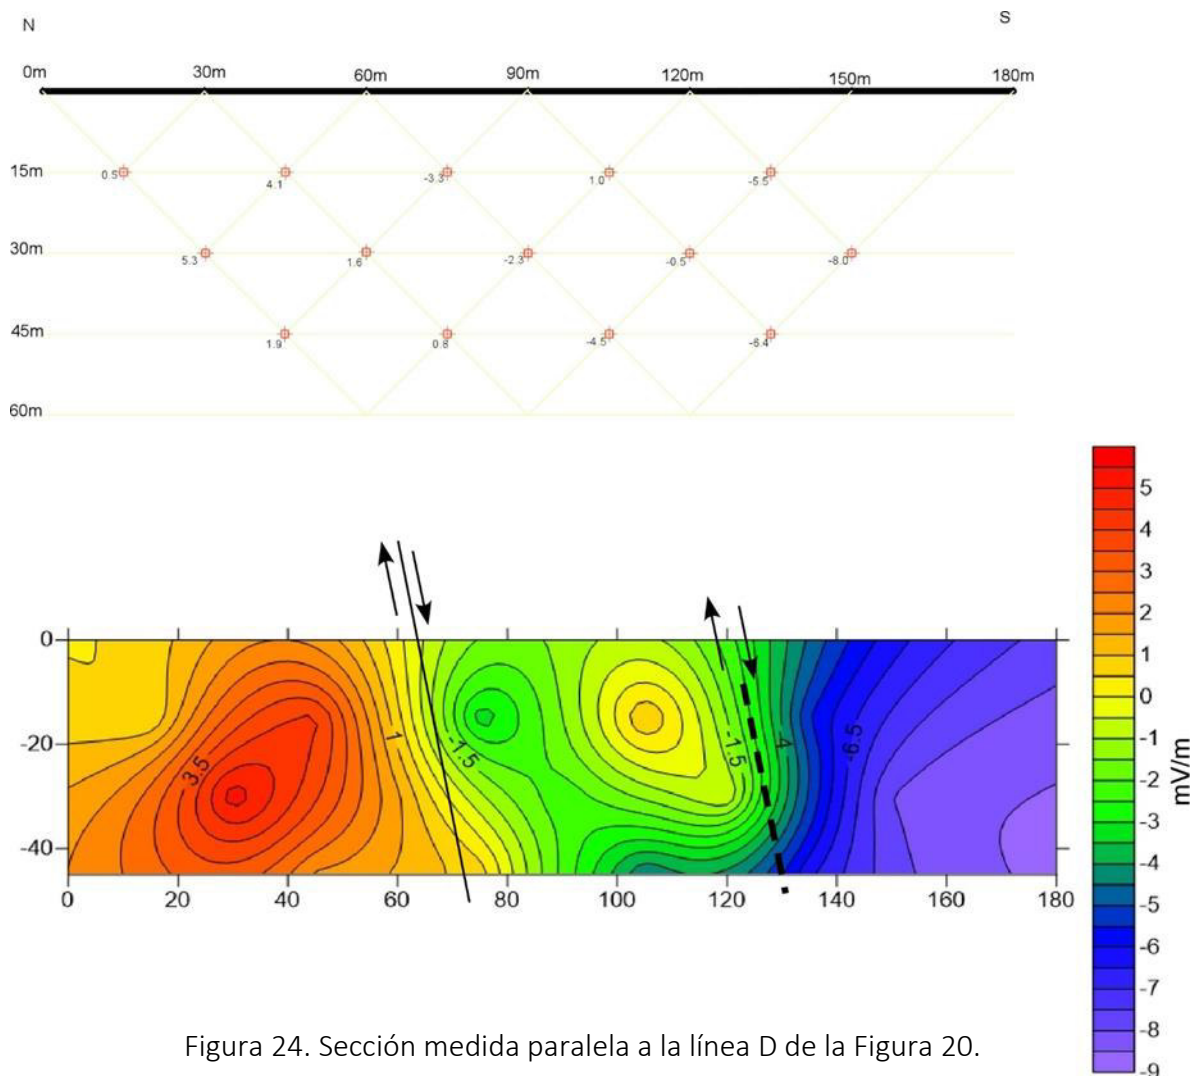 N
S
0m 30m 60m 90m 120m 150m 180m
15m
0.5 4.1 -3.3 1.0 -5.5
30m
5.3 1.6 -2.3 -0.5 -8.0
45m
1.9 0.8 -4.5 -6.4
60m
5
4
3
2
1
0
-1
-2
-3
-4
-5
-6
-7
-8
-9
mV/m
0
-20
-40
3.5 1 -1.5 -1.5 -4 -6.5
0 20 40 60 80 100 120 140 160 180
Figura 24. Sección medida paralela a la línea D de la Figura 20.